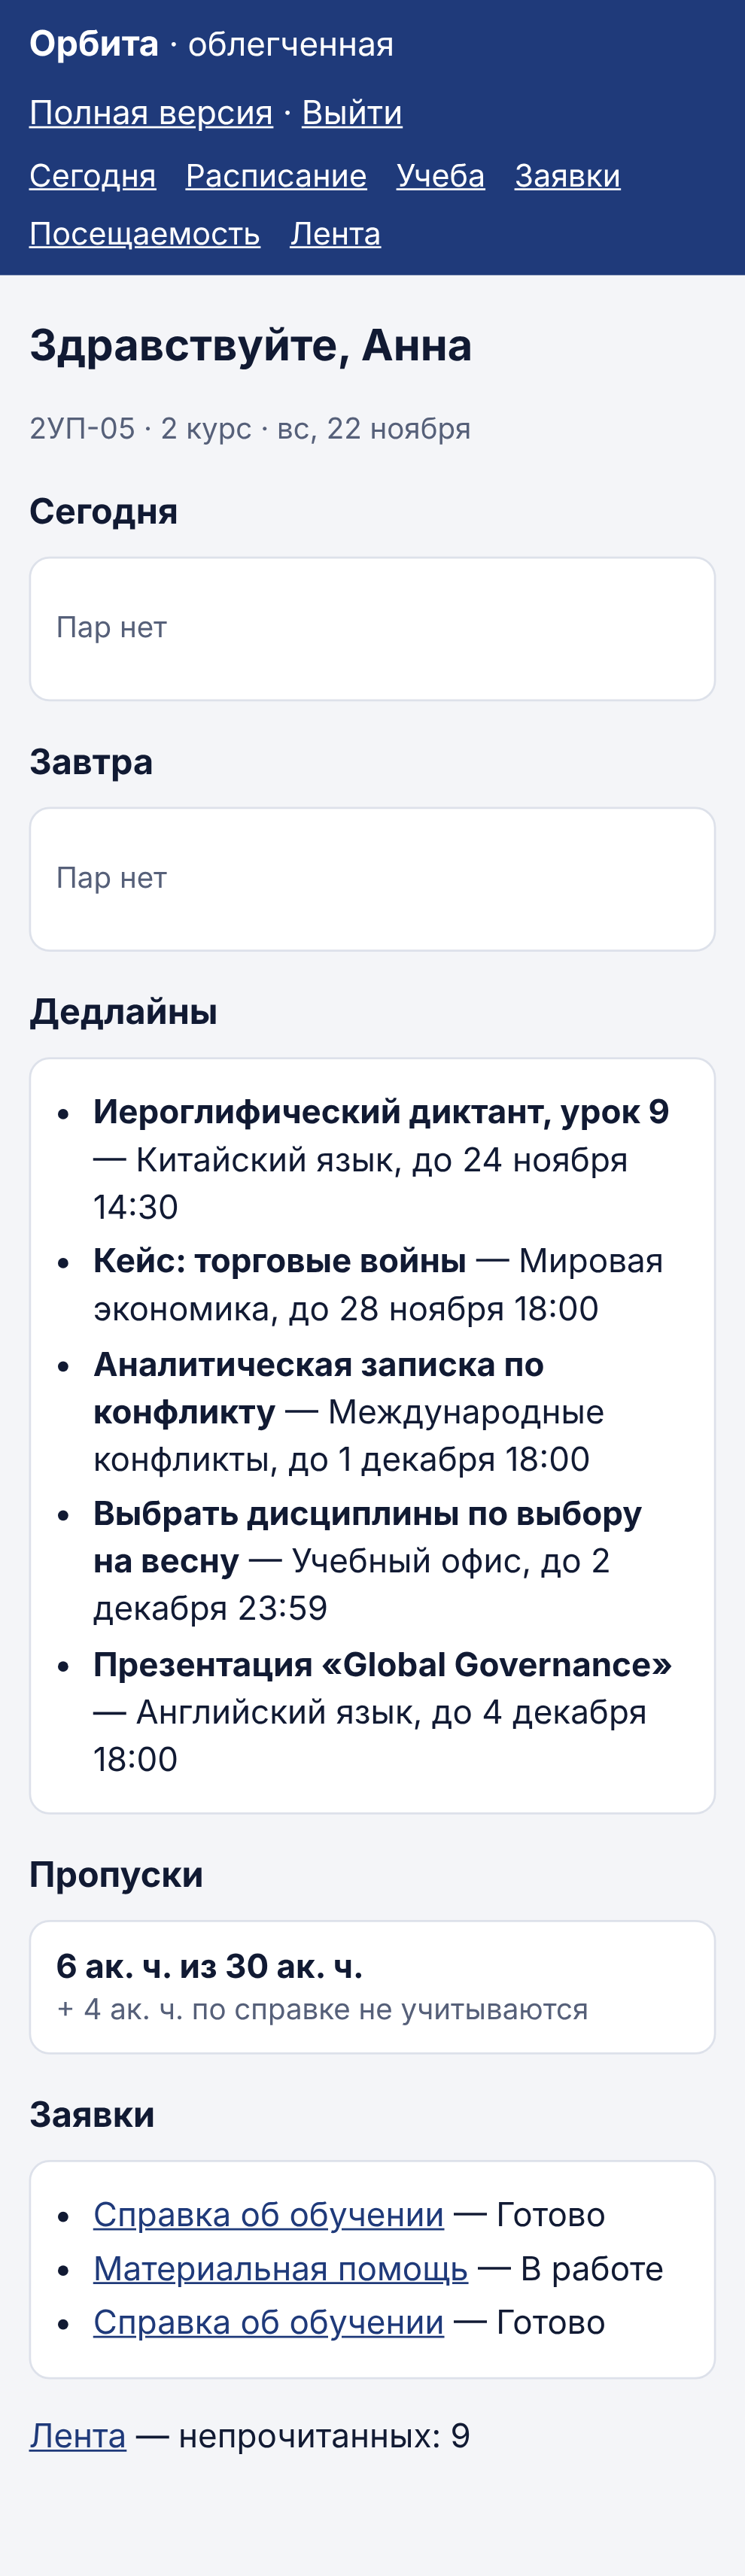 Орбита · облегченная
Полная версия · Выйти
Сегодня Расписание Учеба Заявки
Посещаемость Лента
Здравствуйте, Анна
2УП-05 · 2 курс · вс, 22 ноября
Сегодня
Пар нет
Завтра
Пар нет
Дедлайны
• Иероглифический диктант, урок 9
— Китайский язык, до 24 ноября
14:30
• Кейс: торговые войны — Мировая
экономика, до 28 ноября 18:00
• Аналитическая записка по
конфликту — Международные
конфликты, до 1 декабря 18:00
• Выбрать дисциплины по выбору
на весну — Учебный офис, до 2
декабря 23:59
• Презентация «Global Governance»
— Английский язык, до 4 декабря
18:00
Пропуски
6 ак. ч. из 30 ак. ч.
+ 4 ак. ч. по справке не учитываются
Заявки
• Справка об обучении — Готово
• Материальная помощь — В работе
• Справка об обучении — Готово
Лента — непрочитанных: 9